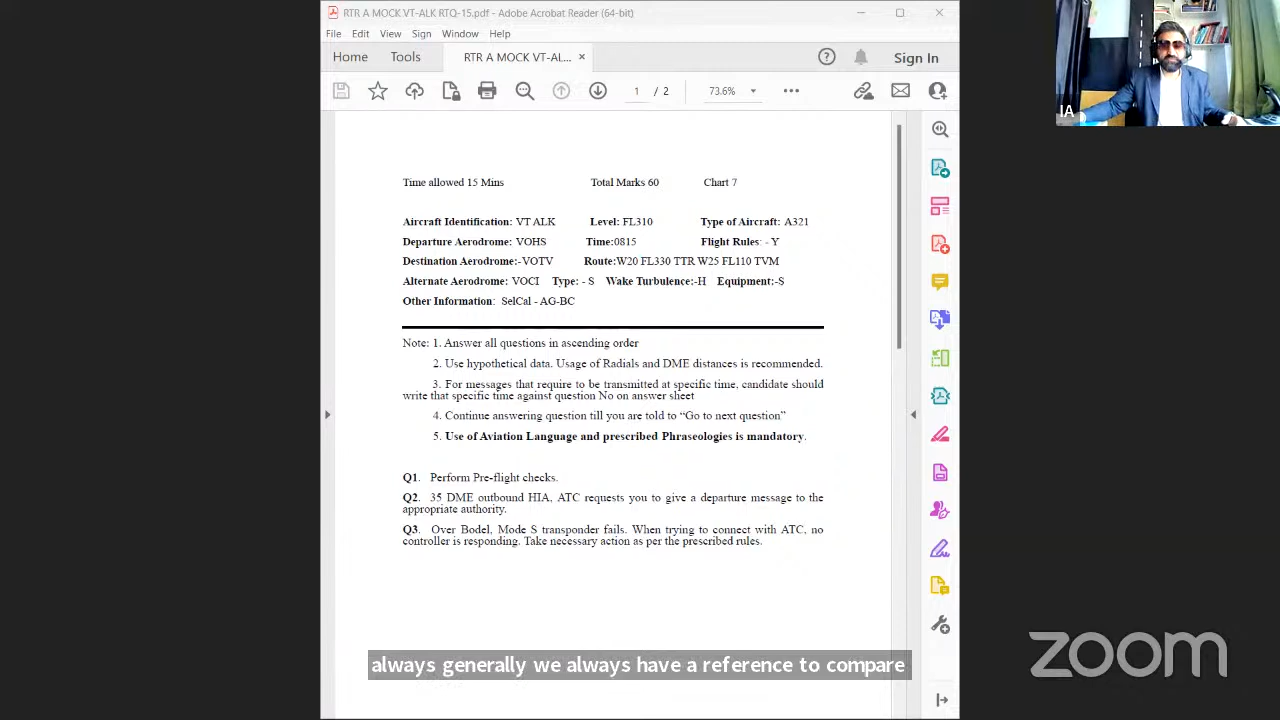 RTR A MOCK VT-ALK RTQ-15.pdf - Adobe Acrobat Reader (64-bit)
File Edit View Sign Window Help
Home Tools RTR A MOCK VT-AL... × Sign In
1 / 2 73.6%
IA
Time allowed 15 Mins Total Marks 60 Chart 7
Aircraft Identification: VT ALK Level: FL310 Type of Aircraft: A321
Departure Aerodrome: VOHS Time:0815 Flight Rules: - Y
Destination Aerodrome:-VOTV Route:W20 FL330 TTR W25 FL110 TVM
Alternate Aerodrome: VOCI Type: - S Wake Turbulence:-H Equipment:-S
Other Information: SelCal - AG-BC
Note: 1. Answer all questions in ascending order
2. Use hypothetical data. Usage of Radials and DME distances is recommended.
3. For messages that require to be transmitted at specific time, candidate should
write that specific time against question No on answer sheet
4. Continue answering question till you are told to “Go to next question”
5. Use of Aviation Language and prescribed Phraseologies is mandatory.
Q1. Perform Pre-flight checks.
Q2. 35 DME outbound HIA, ATC requests you to give a departure message to the
appropriate authority.
Q3. Over Bodel, Mode S transponder fails. When trying to connect with ATC, no
controller is responding. Take necessary action as per the prescribed rules.
always generally we always have a reference to compare
zoom